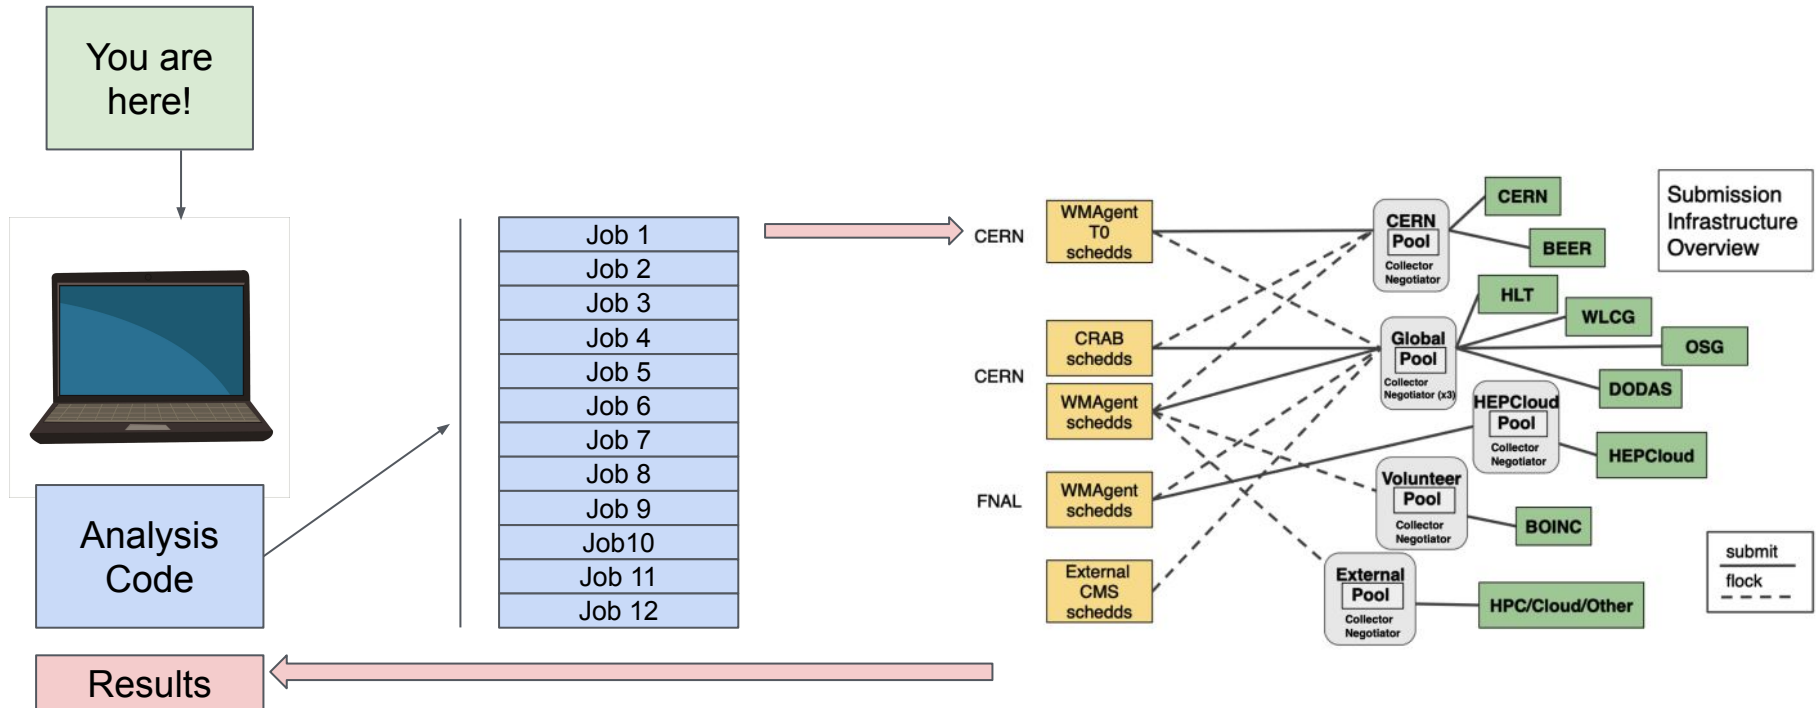 You are
here!
Analysis
Code
Results
Job 1
Job 2
Job 3
Job 4
Job 5
Job 6
Job 7
Job 8
Job 9
Job10
Job 11
Job 12
CERN
CERN
FNAL
WMAgent
T0
schedds
CRAB
schedds
WMAgent
schedds
WMAgent
schedds
External
CMS
schedds
CERN
Pool
Collector
Negotiator
Global
Pool
Collector
Negotiator (x3)
HEPCloud
Pool
Collector
Negotiator
Volunteer
Pool
Collector
Negotiator
External
Pool
Collector
Negotiator
CERN
BEER
HLT
WLCG
OSG
DODAS
HEPCloud
BOINC
HPC/Cloud/Other
Submission
Infrastructure
Overview
submit
flock